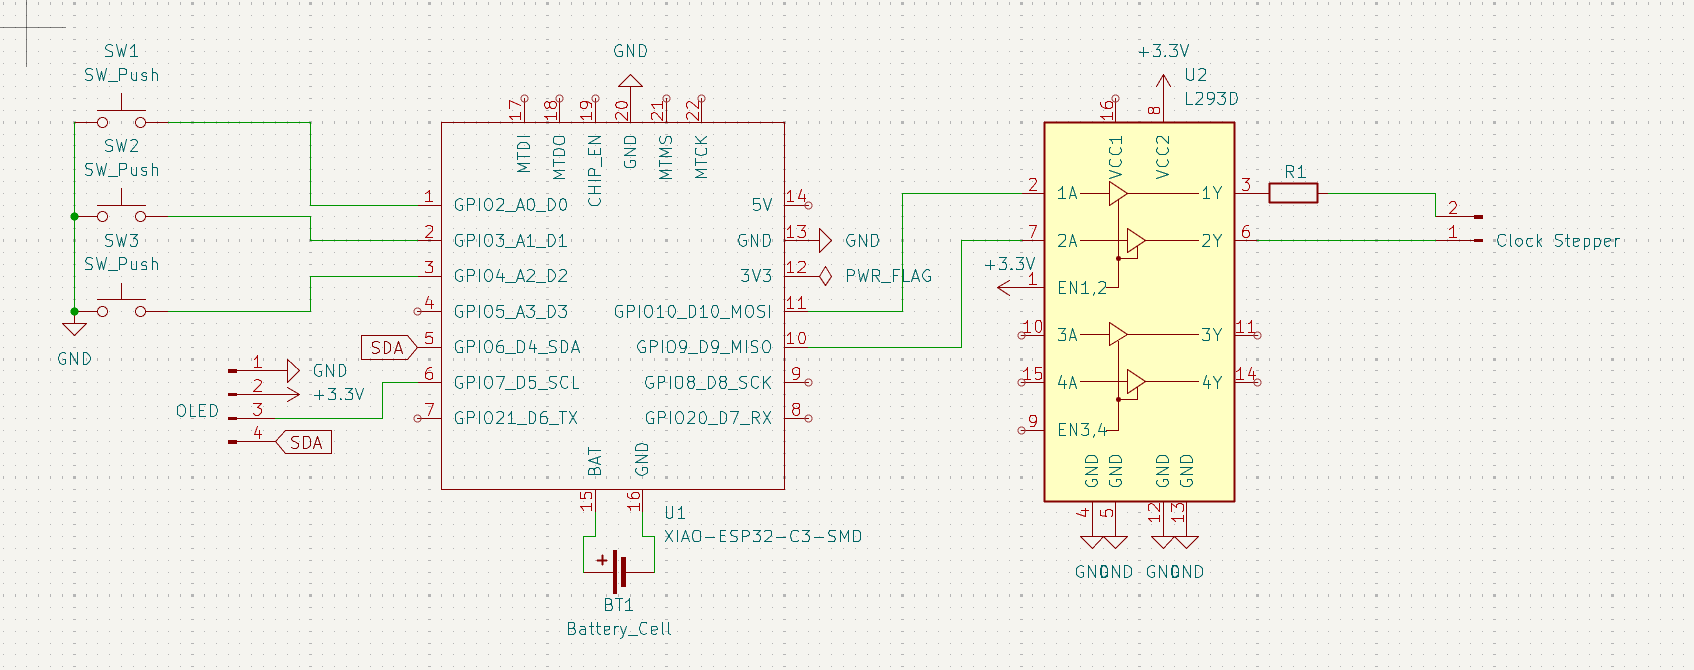 SW1
SW_Push
SW2
SW_Push
SW3
SW_Push
GND
OLED
1
GND
2
+3.3V
3
4
SDA
GND
17
18
19
20
21
22
MTDI
MTDO
CHIP_EN
GND
MTMS
MTCK
1
GPIO2_A0_D0
2
GPIO3_A1_D1
3
GPIO4_A2_D2
4
GPIO5_A3_D3
SDA
5
GPIO6_D4_SDA
6
GPIO7_D5_SCL
7
GPIO21_D6_TX
5V
14
GND
13
GND
3V3
12
PWR_FLAG
GPIO10_D10_MOSI
11
GPIO9_D9_MISO
10
GPIO8_D8_SCK
9
GPIO20_D7_RX
8
BAT
GND
15
16
U1
XIAO-ESP32-C3-SMD
+
BT1
Battery_Cell
+3.3V
U2
L293D
16
8
VCC1
VCC2
2
1A
1Y
3
7
2A
2Y
6
+3.3V
1
EN1,2
10
3A
3Y
11
15
4A
4Y
14
9
EN3,4
GND
GND
GND
GND
4
5
12
13
GND
GND
GND
GND
R1
2
1
Clock Stepper